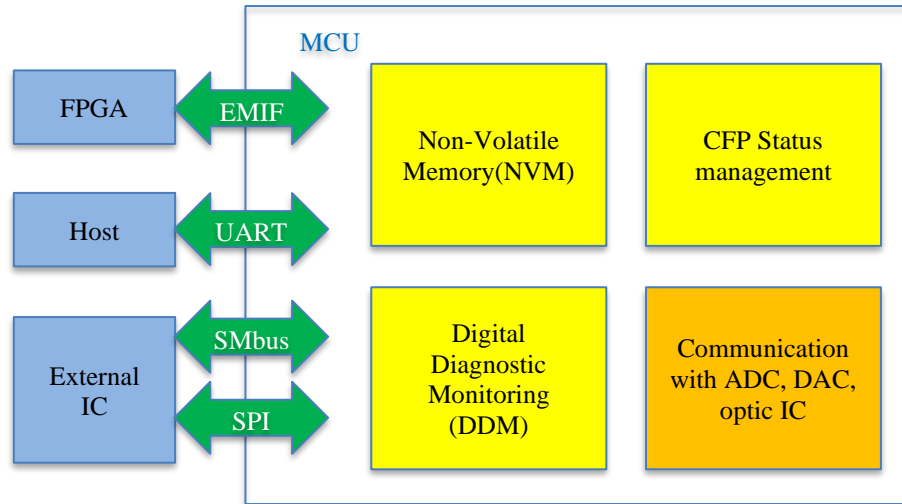 MCU
FPGA
EMIF
Non-Volatile
Memory(NVM)
CFP Status
management
Host
UART
External
IC
SMbus
SPI
Digital
Diagnostic
Monitoring
(DDM)
Communication
with ADC, DAC,
optic IC